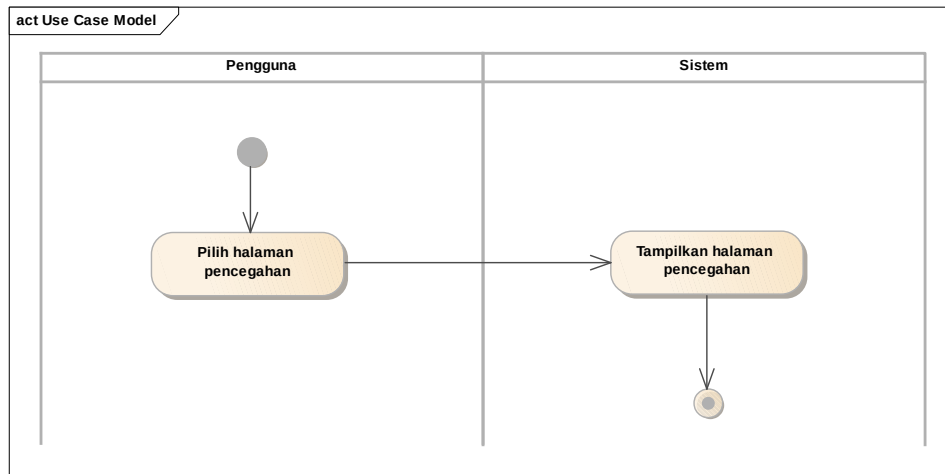 act Use Case Model
Pengguna
Sistem
Pilih halaman
pencegahan
Tampilkan halaman
pencegahan